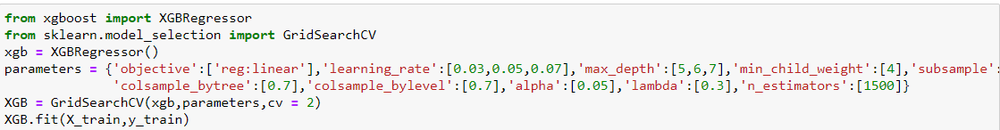 from xgboost import XGBRegressor
from sklearn.model_selection import GridSearchCV
xgb = XGBRegressor()
parameters = {'objective':['reg:linear'],'learning_rate':[0.03,0.05,0.07],'max_depth':[5,6,7],'min_child_weight':[4],'subsample':
'colsample_bytree':[0.7],'colsample_bylevel':[0.7],'alpha':[0.05],'lambda':[0.3],'n_estimators':[1500]}
XGB = GridSearchCV(xgb,parameters,cv = 2)
XGB.fit(X_train,y_train)